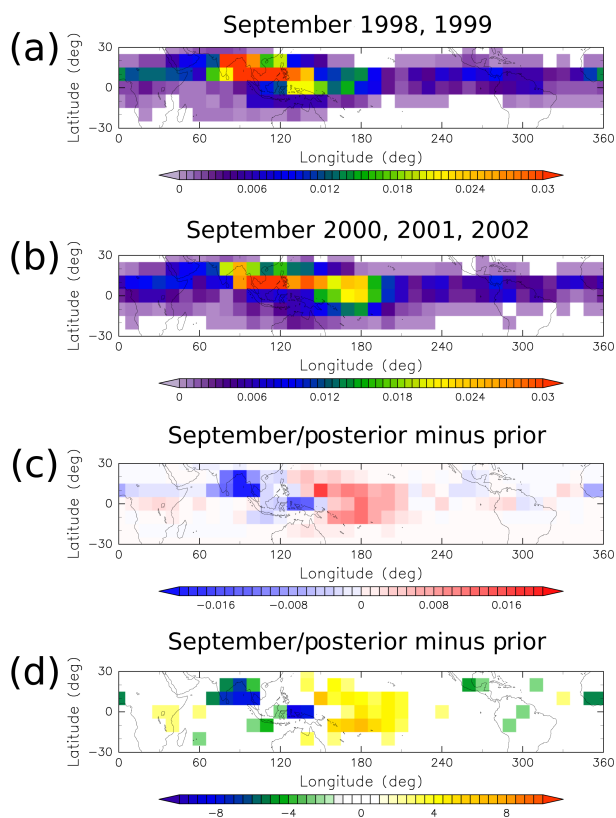 (a)
September 1998, 1999
Latitude (deg)
30
0
−30
0 60 120 180 240 300 360
Longitude (deg)
0 0.006 0.012 0.018 0.024 0.03
(b)
September 2000, 2001, 2002
Latitude (deg)
30
0
−30
0 60 120 180 240 300 360
Longitude (deg)
0 0.006 0.012 0.018 0.024 0.03
(c)
September/posterior minus prior
Latitude (deg)
30
0
−30
0 60 120 180 240 300 360
Longitude (deg)
−0.016 −0.008 0 0.008 0.016
(d)
September/posterior minus prior
Latitude (deg)
30
0
−30
0 60 120 180 240 300 360
Longitude (deg)
−8 −4 0 4 8